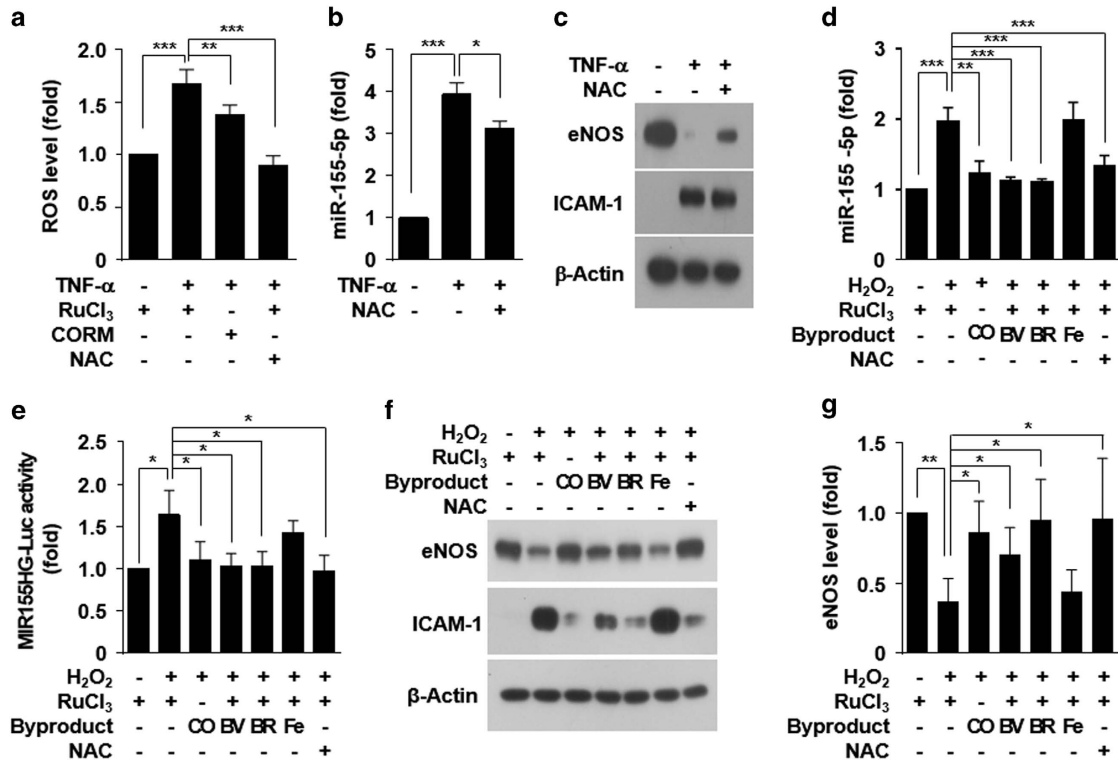 a
ROS level (fold)
*** ** ***
2.0
1.5
1.0
0.5
0
TNF-α - + + +
RuCl3 + + - +
CORM - - + -
NAC - - - +
b
miR-155-5p (fold)
*** *
5
4
3
2
1
0
TNF-α - + +
NAC - - +
c
TNF-α - + +
NAC - - +
eNOS
ICAM-1
β-Actin
d
miR-155 -5p (fold)
*** ** *** *** ***
3
2
1
0
H2O2 - + + + + + +
RuCl3 + + - + + + +
Byproduct - - CO BV BR Fe -
NAC - - - - - - +
e
MIR155HG-Luc activity
(fold)
* * * * *
2.5
2.0
1.5
1.0
0.5
0
H2O2 - + + + + + +
RuCl3 + + - + + + +
Byproduct - - CO BV BR Fe -
NAC - - - - - - +
f
H2O2 - + + + + + +
RuCl3 + + - + + + +
Byproduct - - CO BV BR Fe -
NAC - - - - - - +
eNOS
ICAM-1
β-Actin
g
eNOS level (fold)
** * * * *
1.5
1.0
0.5
0
H2O2 - + + + + + +
RuCl3 + + - + + + +
Byproduct - - CO BV BR Fe -
NAC - - - - - - +